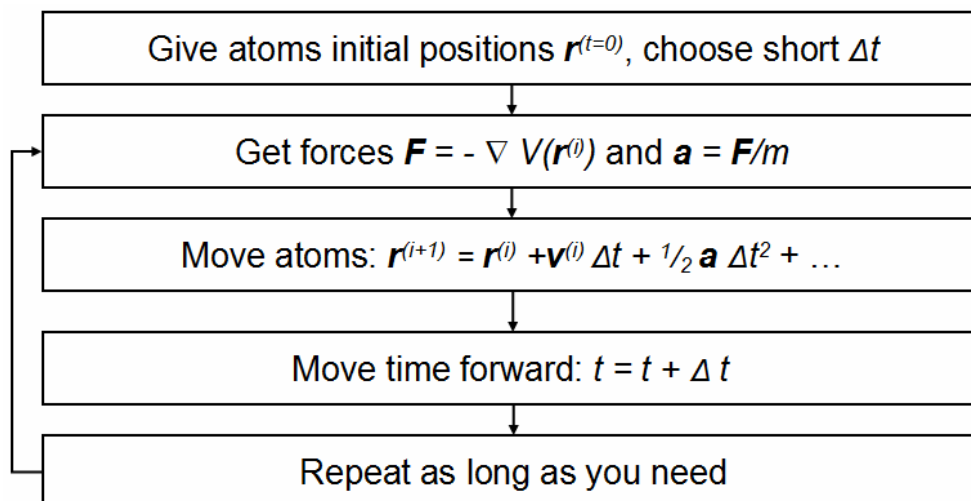 Give atoms initial positions r⁽ᵗ⁼⁰⁾, choose short Δt
Get forces F = - ∇ V(r⁽ⁱ⁾) and a = F/m
Move atoms: r⁽ⁱ⁺¹⁾ = r⁽ⁱ⁾ +v⁽ⁱ⁾ Δt + ¹/₂ a Δt² + …
Move time forward: t = t + Δ t
Repeat as long as you need